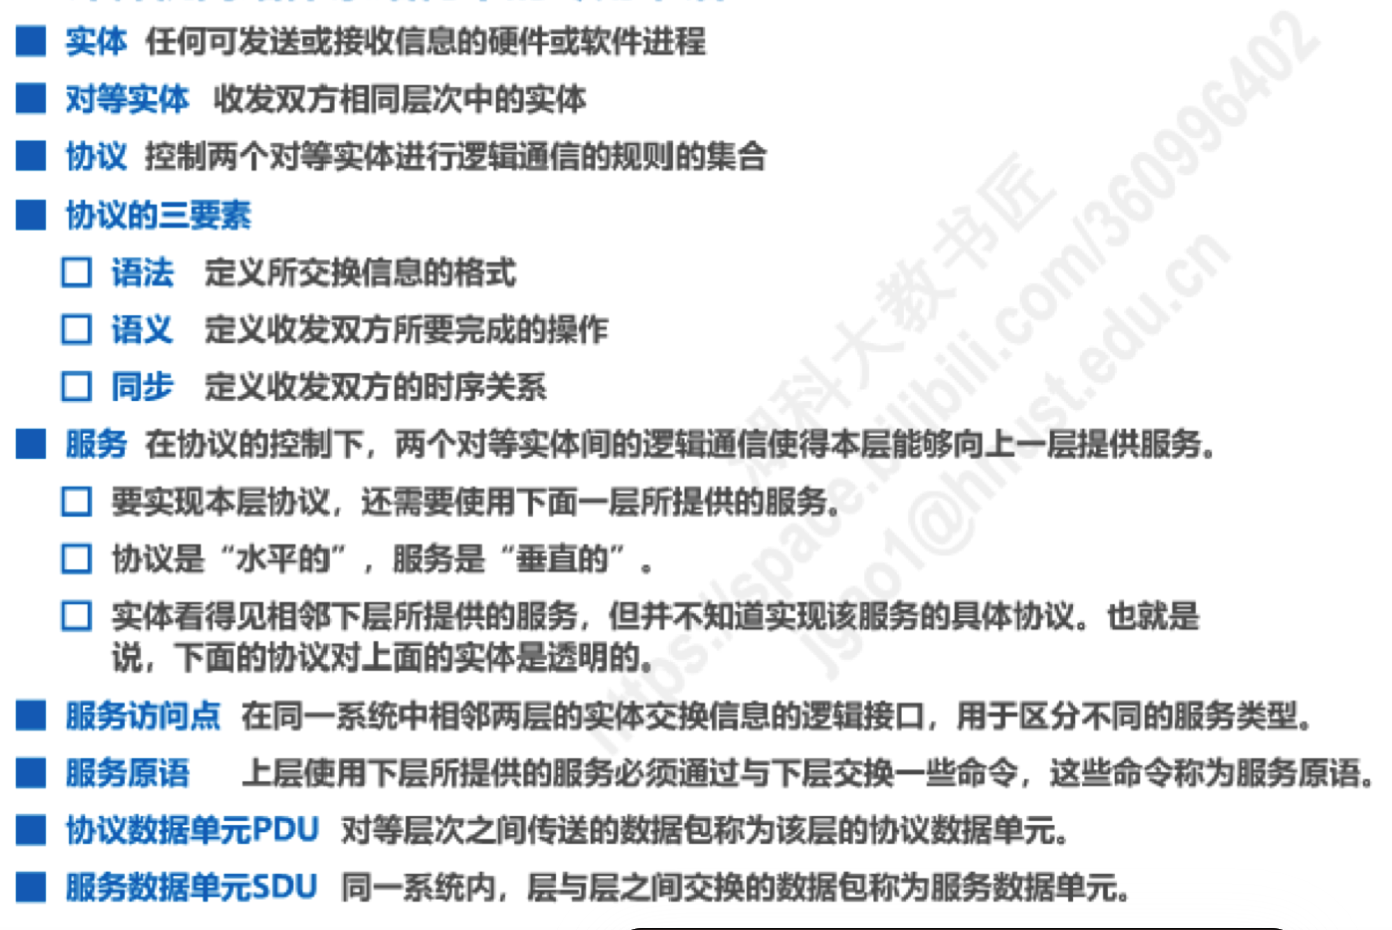 实体 任何可发送或接收信息的硬件或软件进程
对等实体 收发双方相同层次中的实体
协议 控制两个对等实体进行逻辑通信的规则的集合
协议的三要素
语法 定义所交换信息的格式
语义 定义收发双方所要完成的操作
同步 定义收发双方的时序关系
服务 在协议的控制下，两个对等实体间的逻辑通信使得本层能够向上一层提供服务。
要实现本层协议，还需要使用下面一层所提供的服务。
协议是“水平的”，服务是“垂直的”。
实体看得见相邻下层所提供的服务，但并不知道实现该服务的具体协议。也就是
说，下面的协议对上面的实体是透明的。
服务访问点 在同一系统中相邻两层的实体交换信息的逻辑接口，用于区分不同的服务类型。
服务原语 上层使用下层所提供的服务必须通过与下层交换一些命令，这些命令称为服务原语。
协议数据单元PDU 对等层次之间传送的数据包称为该层的协议数据单元。
服务数据单元SDU 同一系统内，层与层之间交换的数据包称为服务数据单元。
湖科大教书匠
https://space.bilibili.com/360996402
jgao1@hnust.edu.cn